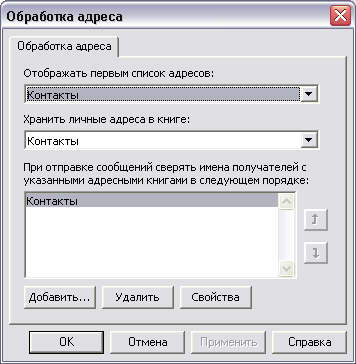 Обработка адреса
Обработка адреса
Отображать первым список адресов:
Контакты
Хранить личные адреса в книге:
Контакты
При отправке сообщений сверять имена получателей с
указанными адресными книгами в следующем порядке:
Контакты
Добавить... Удалить Свойства
ОК Отмена Применить Справка